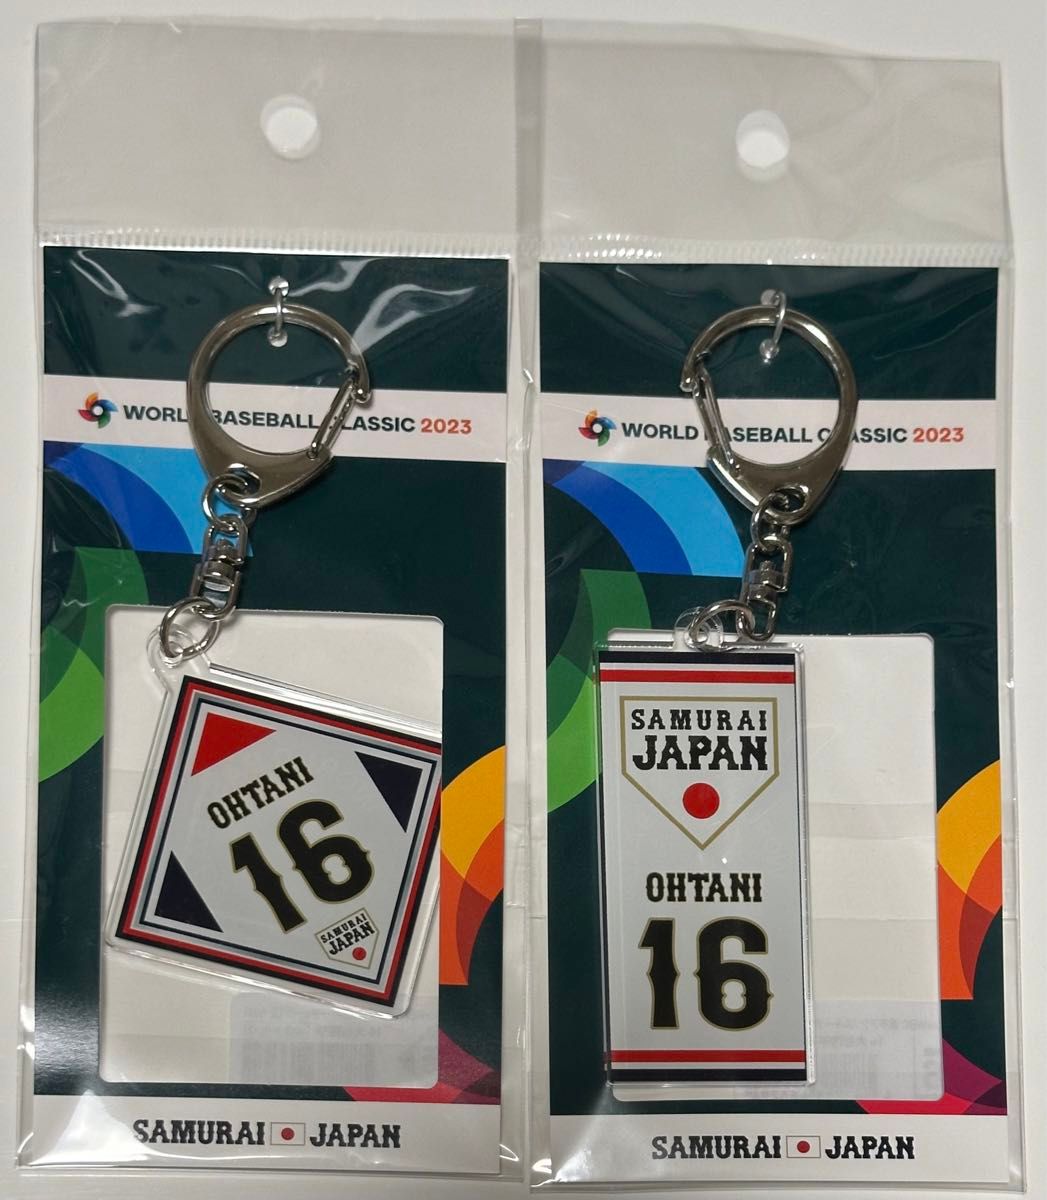 WORLD BASEBALL CLASSIC 2023
OHTANI
16
SAMURAI
JAPAN
SAMURAI JAPAN
WORLD BASEBALL CLASSIC 2023
SAMURAI
JAPAN
OHTANI
16
SAMURAI JAPAN